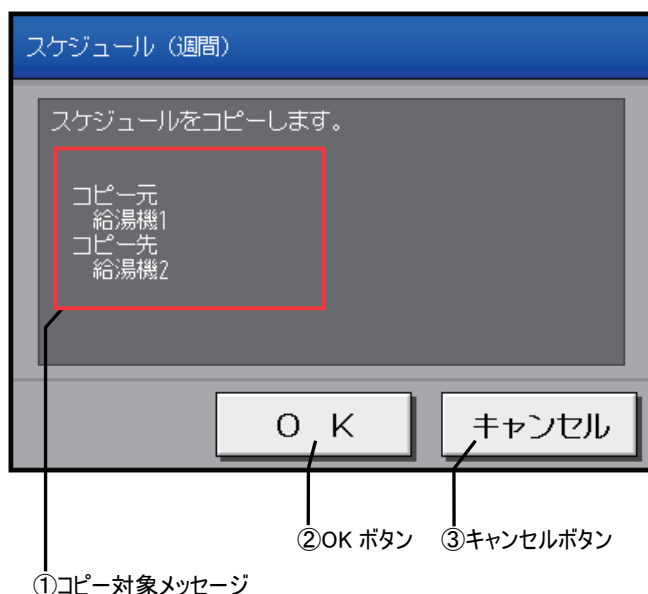 スケジュール（週間）
スケジュールをコピーします。
コピー元
給湯機1
コピー先
給湯機2
ＯＫ
キャンセル
②OK ボタン
③キャンセルボタン
①コピー対象メッセージ